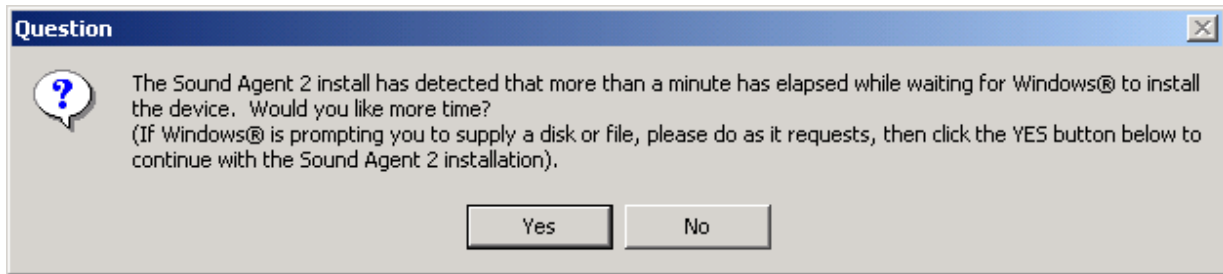 Question
The Sound Agent 2 install has detected that more than a minute has elapsed while waiting for Windows® to install
the device.  Would you like more time?
(If Windows® is prompting you to supply a disk or file, please do as it requests, then click the YES button below to
continue with the Sound Agent 2 installation).
Yes No